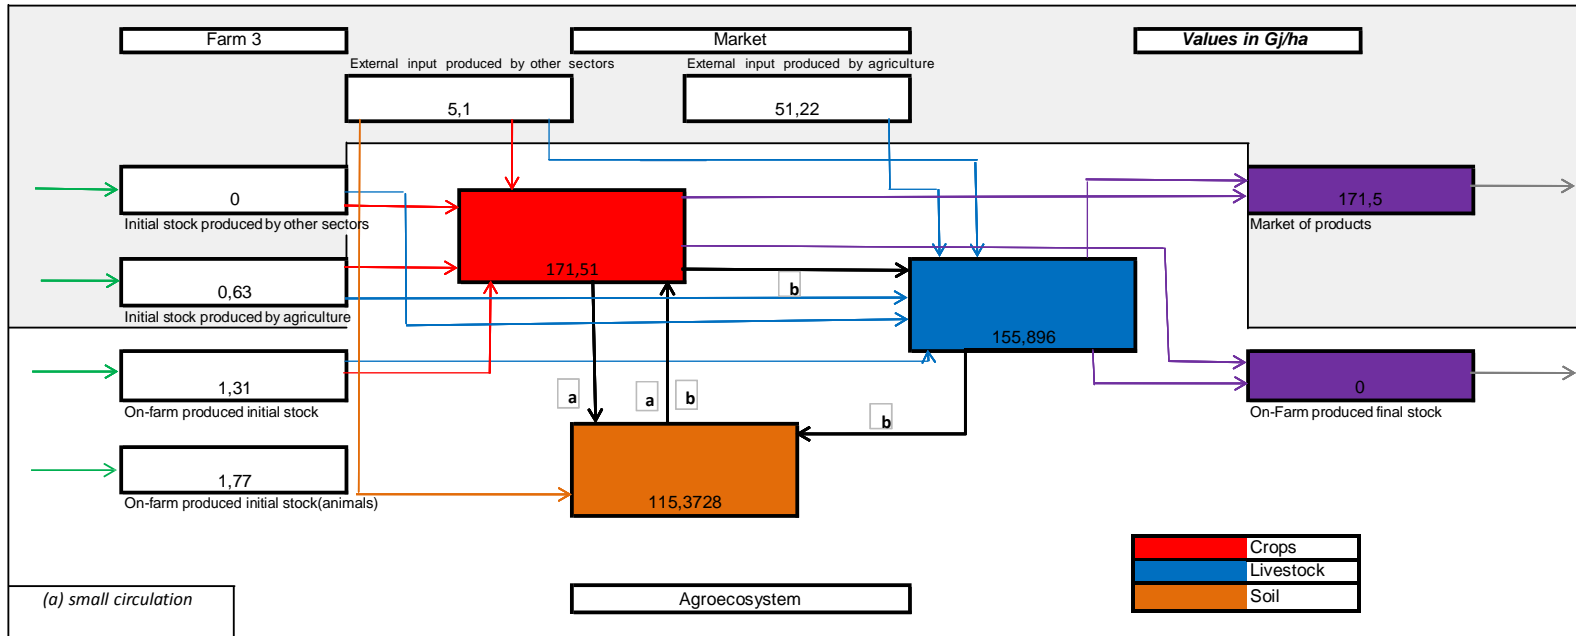 Farm 3
Market
Values in Gj/ha
External input produced by other sectors
External input produced by agriculture
5,1
51,22
0
Initial stock produced by other sectors
171,5
Market of products
171,51
0,63
Initial stock produced by agriculture
b
155,896
1,31
On-farm produced initial stock
0
On-Farm produced final stock
a
a
b
b
1,77
On-farm produced initial stock(animals)
115,3728
Crops
Livestock
Soil
(a) small circulation
Agroecosystem